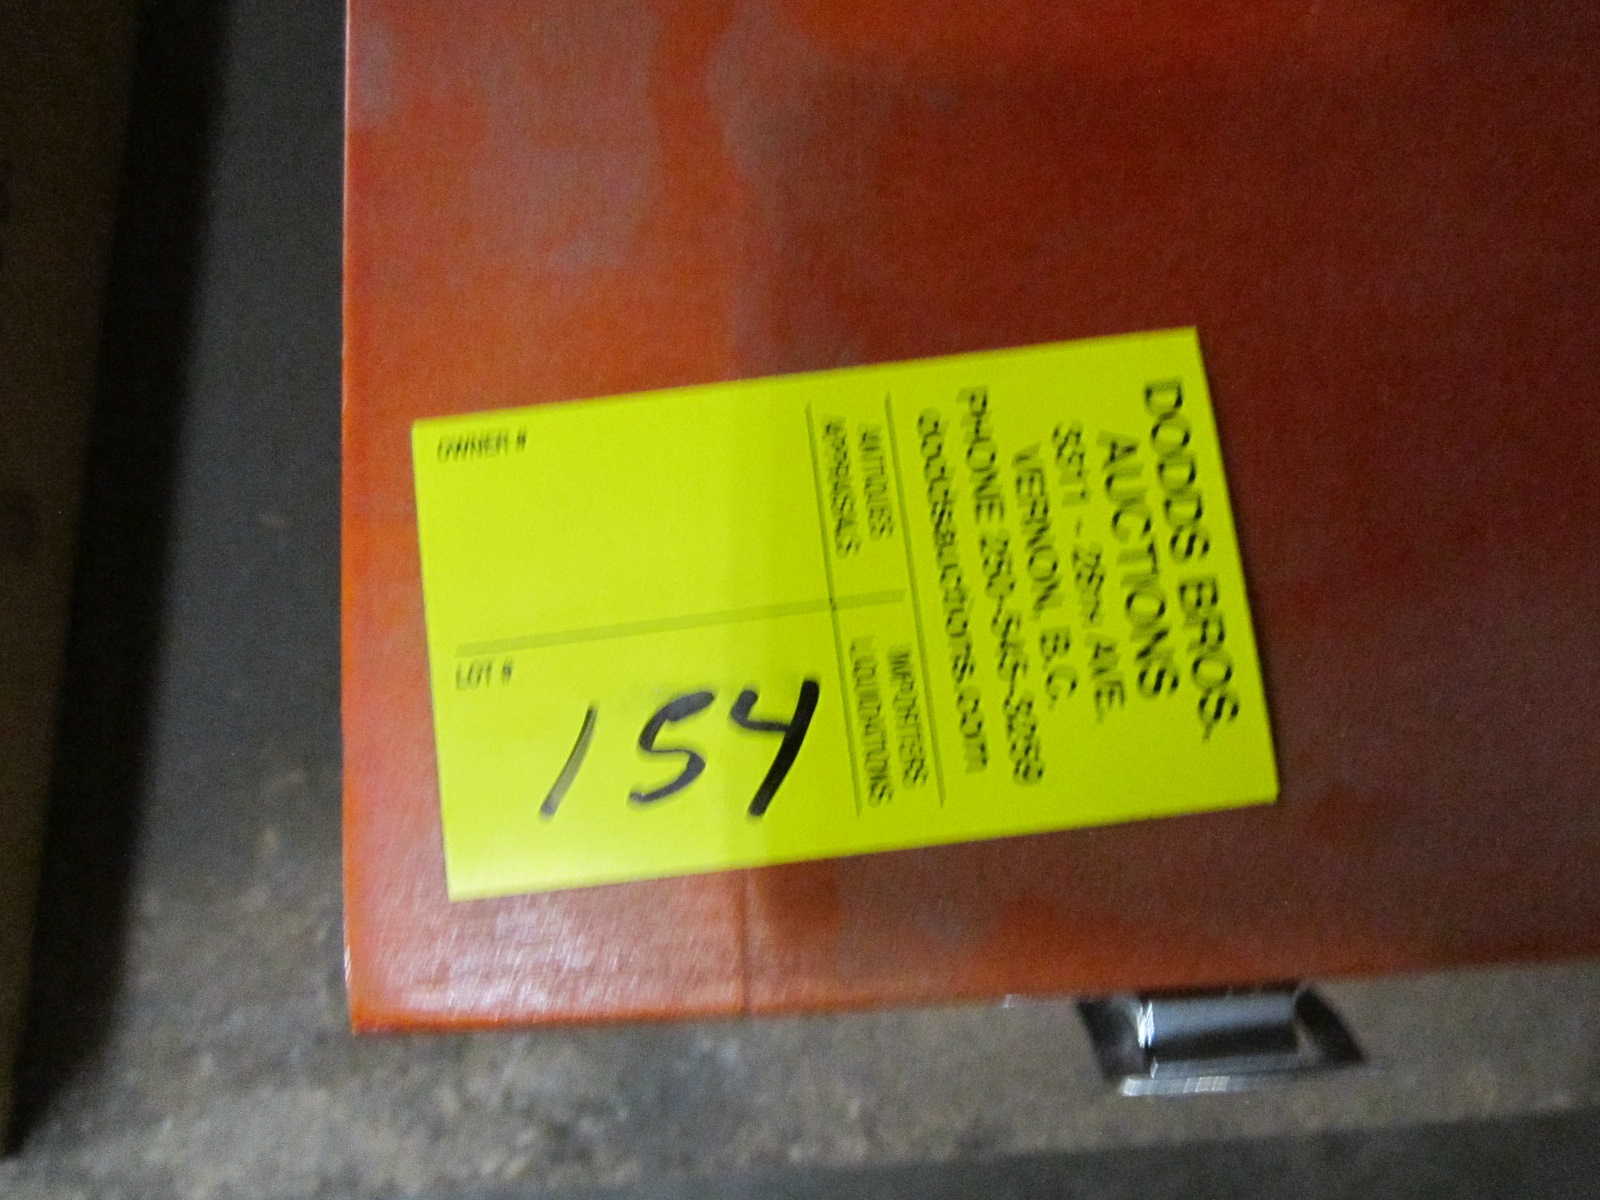 DODDS BROS.
AUCTIONS
3311 - 28TH AVE.
VERNON, B.C.
PHONE 250-545-3259
doddsauctions.com
ANTIQUES IMPORTERS
APPRAISALS LIQUIDATIONS
OWNER #
LOT #
154